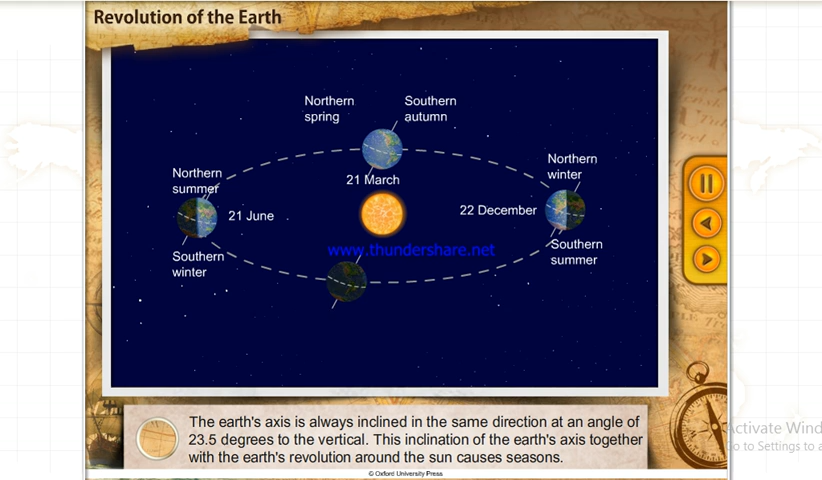 Revolution of the Earth
Northern
spring
Southern
autumn
21 March
Northern
summer
21 June
Southern
winter
Northern
winter
22 December
Southern
summer
www.thundershare.net
The earth's axis is always inclined in the same direction at an angle of
23.5 degrees to the vertical. This inclination of the earth's axis together
with the earth's revolution around the sun causes seasons.
© Oxford University Press
Activate Wind
Go to Settings to a